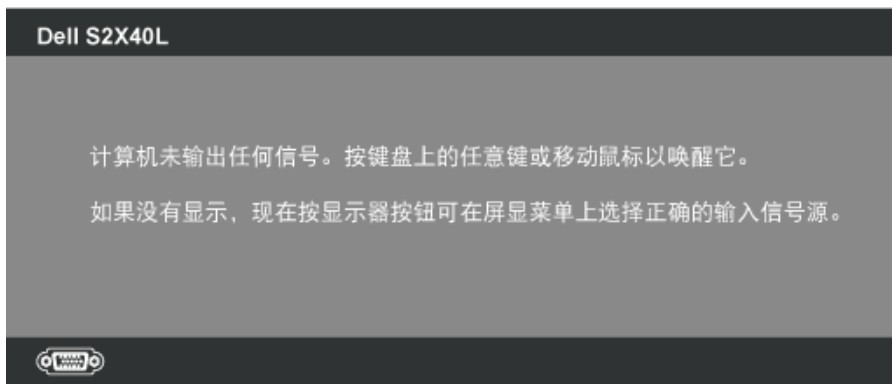 Dell S2X40L
计算机未输出任何信号。按键盘上的任意键或移动鼠标以唤醒它。
如果没有显示，现在按显示器按钮可在屏显菜单上选择正确的输入信号源。